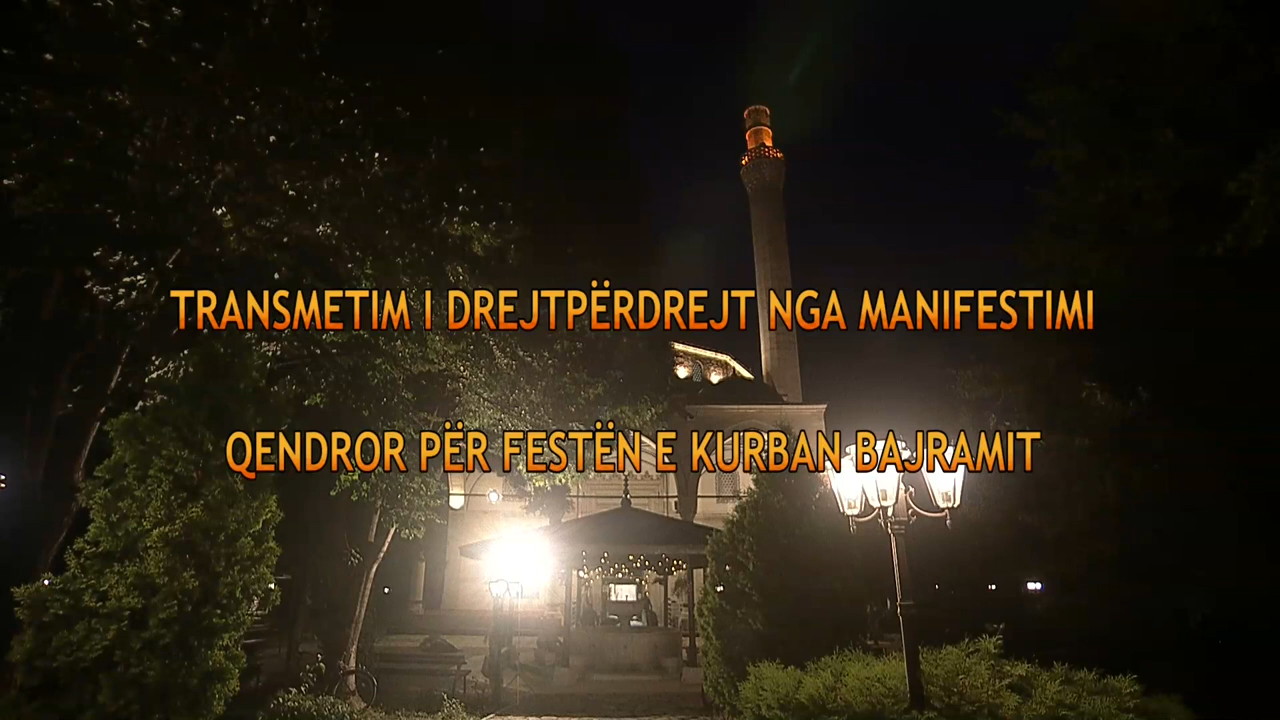 TRANSMETIM I DREJTPËRDREJT NGA MANIFESTIMI
QENDROR PËR FESTËN E KURBAN BAJRAMIT